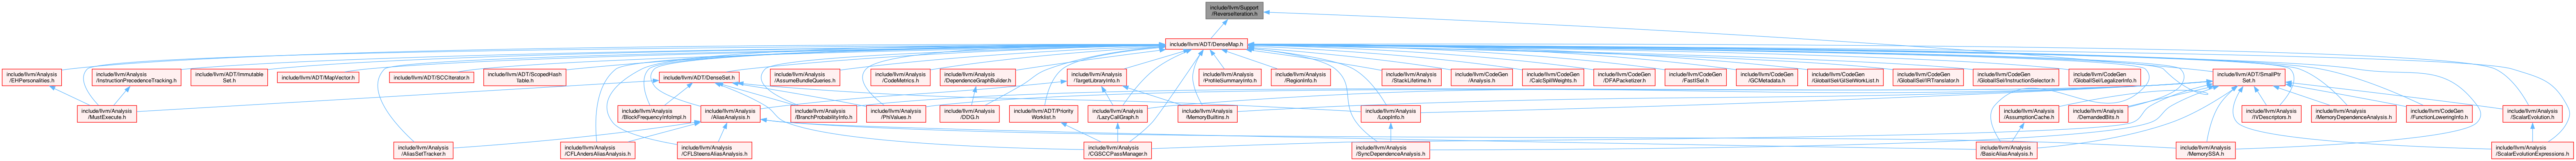 include/llvm/Support
/ReverseIteration.h
include/llvm/ADT/DenseMap.h
include/llvm/Analysis
/EHPersonalities.h
include/llvm/Analysis
/InstructionPrecedenceTracking.h
include/llvm/ADT/Immutable
Set.h
include/llvm/ADT/MapVector.h
include/llvm/ADT/SCCIterator.h
include/llvm/ADT/ScopedHash
Table.h
include/llvm/ADT/DenseSet.h
include/llvm/Analysis
/AssumeBundleQueries.h
include/llvm/Analysis
/CodeMetrics.h
include/llvm/Analysis
/DependenceGraphBuilder.h
include/llvm/Analysis
/TargetLibraryInfo.h
include/llvm/Analysis
/ProfileSummaryInfo.h
include/llvm/Analysis
/RegionInfo.h
include/llvm/Analysis
/StackLifetime.h
include/llvm/CodeGen
/Analysis.h
include/llvm/CodeGen
/CalcSpillWeights.h
include/llvm/CodeGen
/DFAPacketizer.h
include/llvm/CodeGen
/FastISel.h
include/llvm/CodeGen
/GCMetadata.h
include/llvm/CodeGen
/GlobalISel/GISelWorkList.h
include/llvm/CodeGen
/GlobalISel/IRTranslator.h
include/llvm/CodeGen
/GlobalISel/InstructionSelector.h
include/llvm/CodeGen
/GlobalISel/LegalizerInfo.h
include/llvm/ADT/SmallPtr
Set.h
include/llvm/Analysis
/MustExecute.h
include/llvm/Analysis
/BlockFrequencyInfoImpl.h
include/llvm/Analysis
/AliasAnalysis.h
include/llvm/Analysis
/BranchProbabilityInfo.h
include/llvm/Analysis
/PhiValues.h
include/llvm/Analysis
/DDG.h
include/llvm/ADT/Priority
Worklist.h
include/llvm/Analysis
/LazyCallGraph.h
include/llvm/Analysis
/MemoryBuiltins.h
include/llvm/Analysis
/LoopInfo.h
include/llvm/Analysis
/AssumptionCache.h
include/llvm/Analysis
/DemandedBits.h
include/llvm/Analysis
/IVDescriptors.h
include/llvm/Analysis
/MemoryDependenceAnalysis.h
include/llvm/CodeGen
/FunctionLoweringInfo.h
include/llvm/Analysis
/ScalarEvolution.h
include/llvm/Analysis
/AliasSetTracker.h
include/llvm/Analysis
/CFLAndersAliasAnalysis.h
include/llvm/Analysis
/CFLSteensAliasAnalysis.h
include/llvm/Analysis
/CGSCCPassManager.h
include/llvm/Analysis
/SyncDependenceAnalysis.h
include/llvm/Analysis
/BasicAliasAnalysis.h
include/llvm/Analysis
/MemorySSA.h
include/llvm/Analysis
/ScalarEvolutionExpressions.h